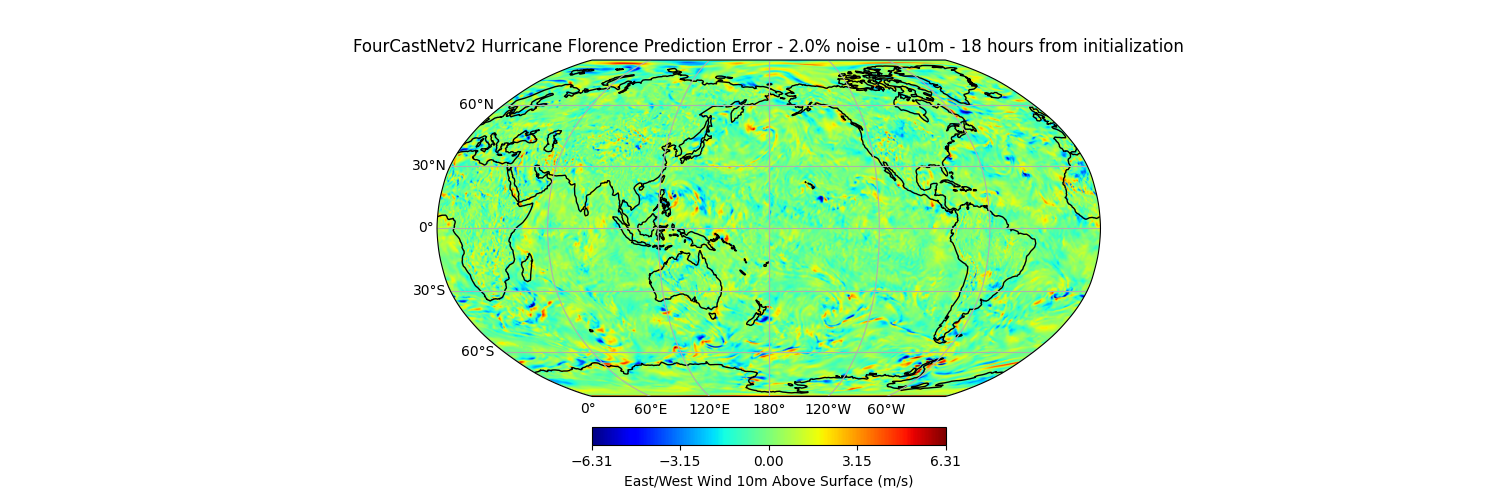 FourCastNetv2 Hurricane Florence Prediction Error - 2.0% noise - u10m - 18 hours from initialization
60°N
30°N
0°
30°S
60°S
0° 60°E 120°E 180° 120°W 60°W
−6.31 −3.15 0.00 3.15 6.31
East/West Wind 10m Above Surface (m/s)